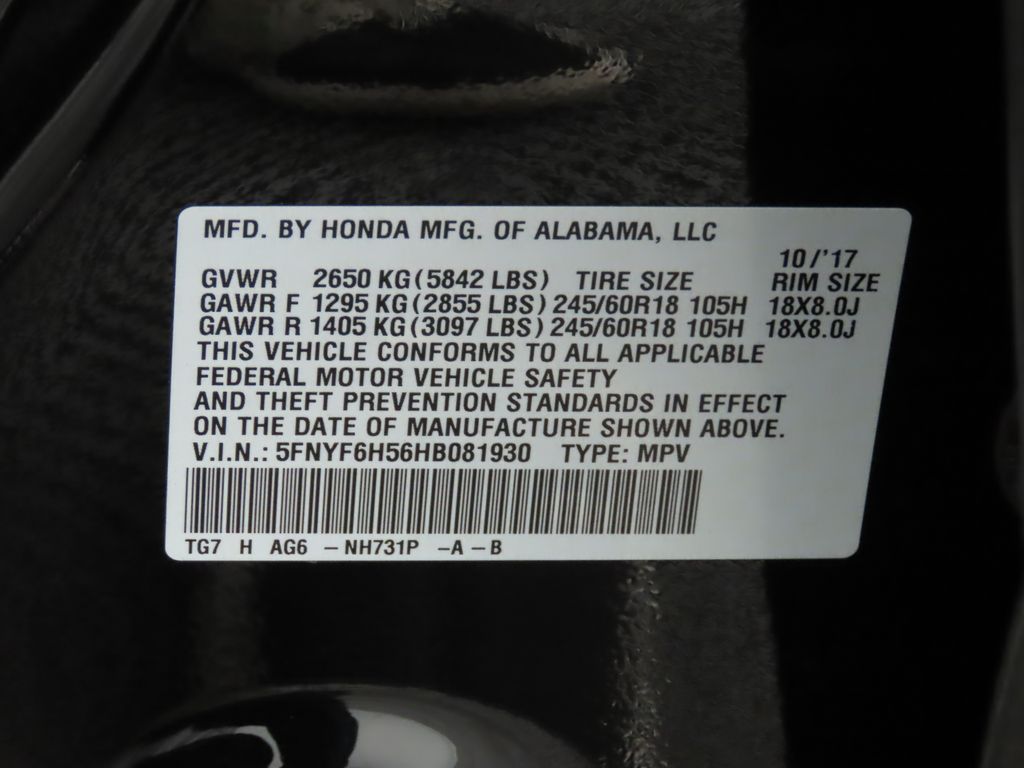 MFD. BY HONDA MFG. OF ALABAMA, LLC
10/'17
GVWR 2650 KG (5842 LBS) TIRE SIZE RIM SIZE
GAWR F 1295 KG (2855 LBS) 245/60R18 105H 18X8.0J
GAWR R 1405 KG (3097 LBS) 245/60R18 105H 18X8.0J
THIS VEHICLE CONFORMS TO ALL APPLICABLE
FEDERAL MOTOR VEHICLE SAFETY
AND THEFT PREVENTION STANDARDS IN EFFECT
ON THE DATE OF MANUFACTURE SHOWN ABOVE.
V.I.N.: 5FNYF6H56HB081930 TYPE: MPV
TG7 H AG6 – NH731P –A – B